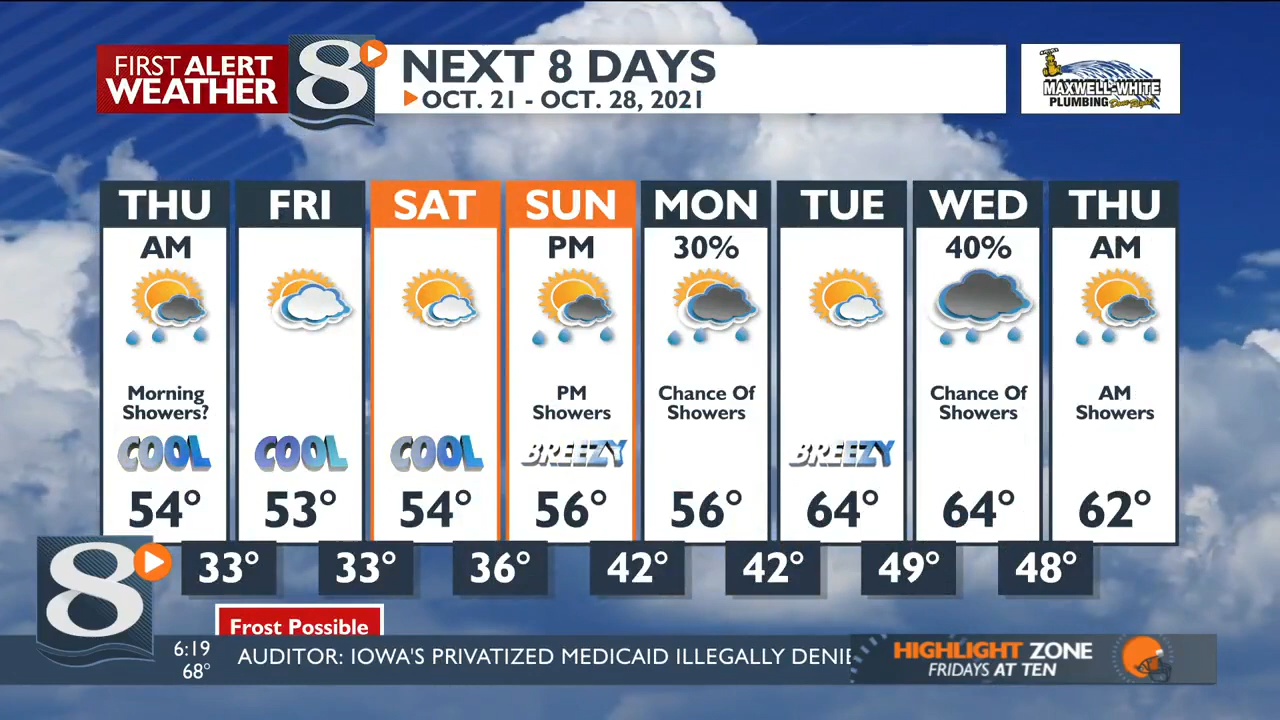 FIRST ALERT
WEATHER
8
NEXT 8 DAYS
OCT. 21 - OCT. 28, 2021
MAXWELL-WHITE
PLUMBING Done Right!
THU
FRI
SAT
SUN
MON
TUE
WED
THU
AM
PM
30%
40%
AM
Morning
Showers?
PM
Showers
Chance Of
Showers
Chance Of
Showers
AM
Showers
COOL
COOL
COOL
BREEZY
BREEZY
54°
53°
54°
56°
56°
64°
64°
62°
33°
33°
36°
42°
42°
49°
48°
8
Frost Possible
6:19
68°
AUDITOR: IOWA'S PRIVATIZED MEDICAID ILLEGALLY DENIE
HIGHLIGHT ZONE
FRIDAYS AT TEN